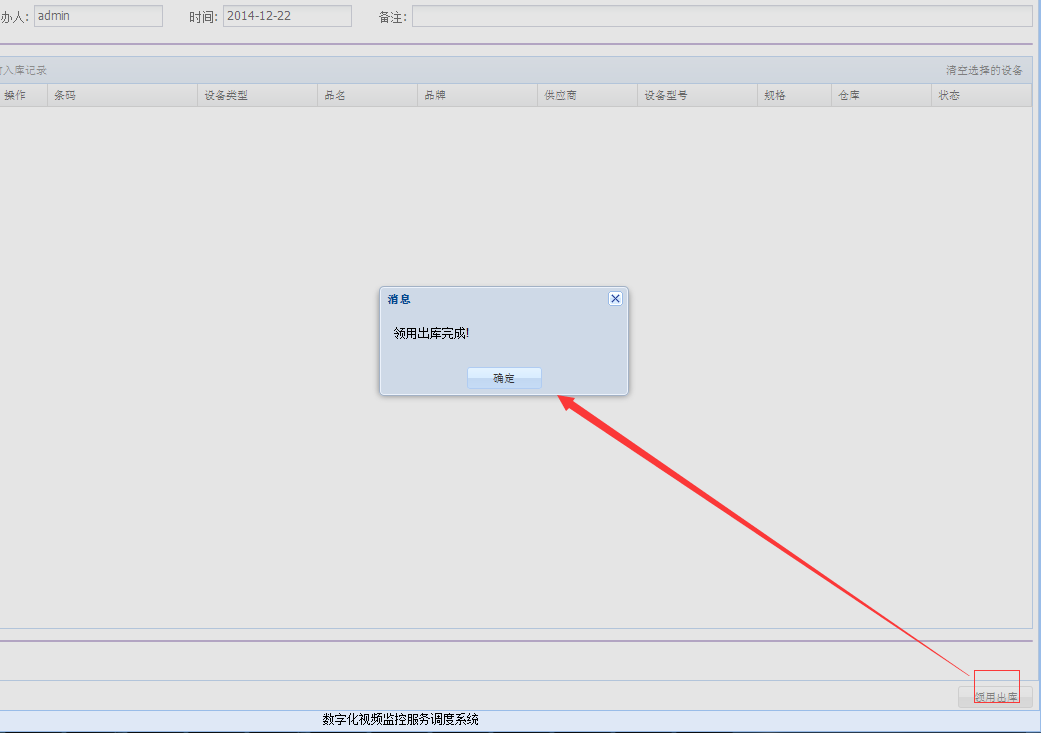 办人: admin 时间: 2014-12-22 备注:
入库记录 清空选择的设备
操作 条码 设备类型 品名 品牌 供应商 设备型号 规格 仓库 状态
消息
领用出库完成!
确定
领用出库
数字化视频监控服务调度系统